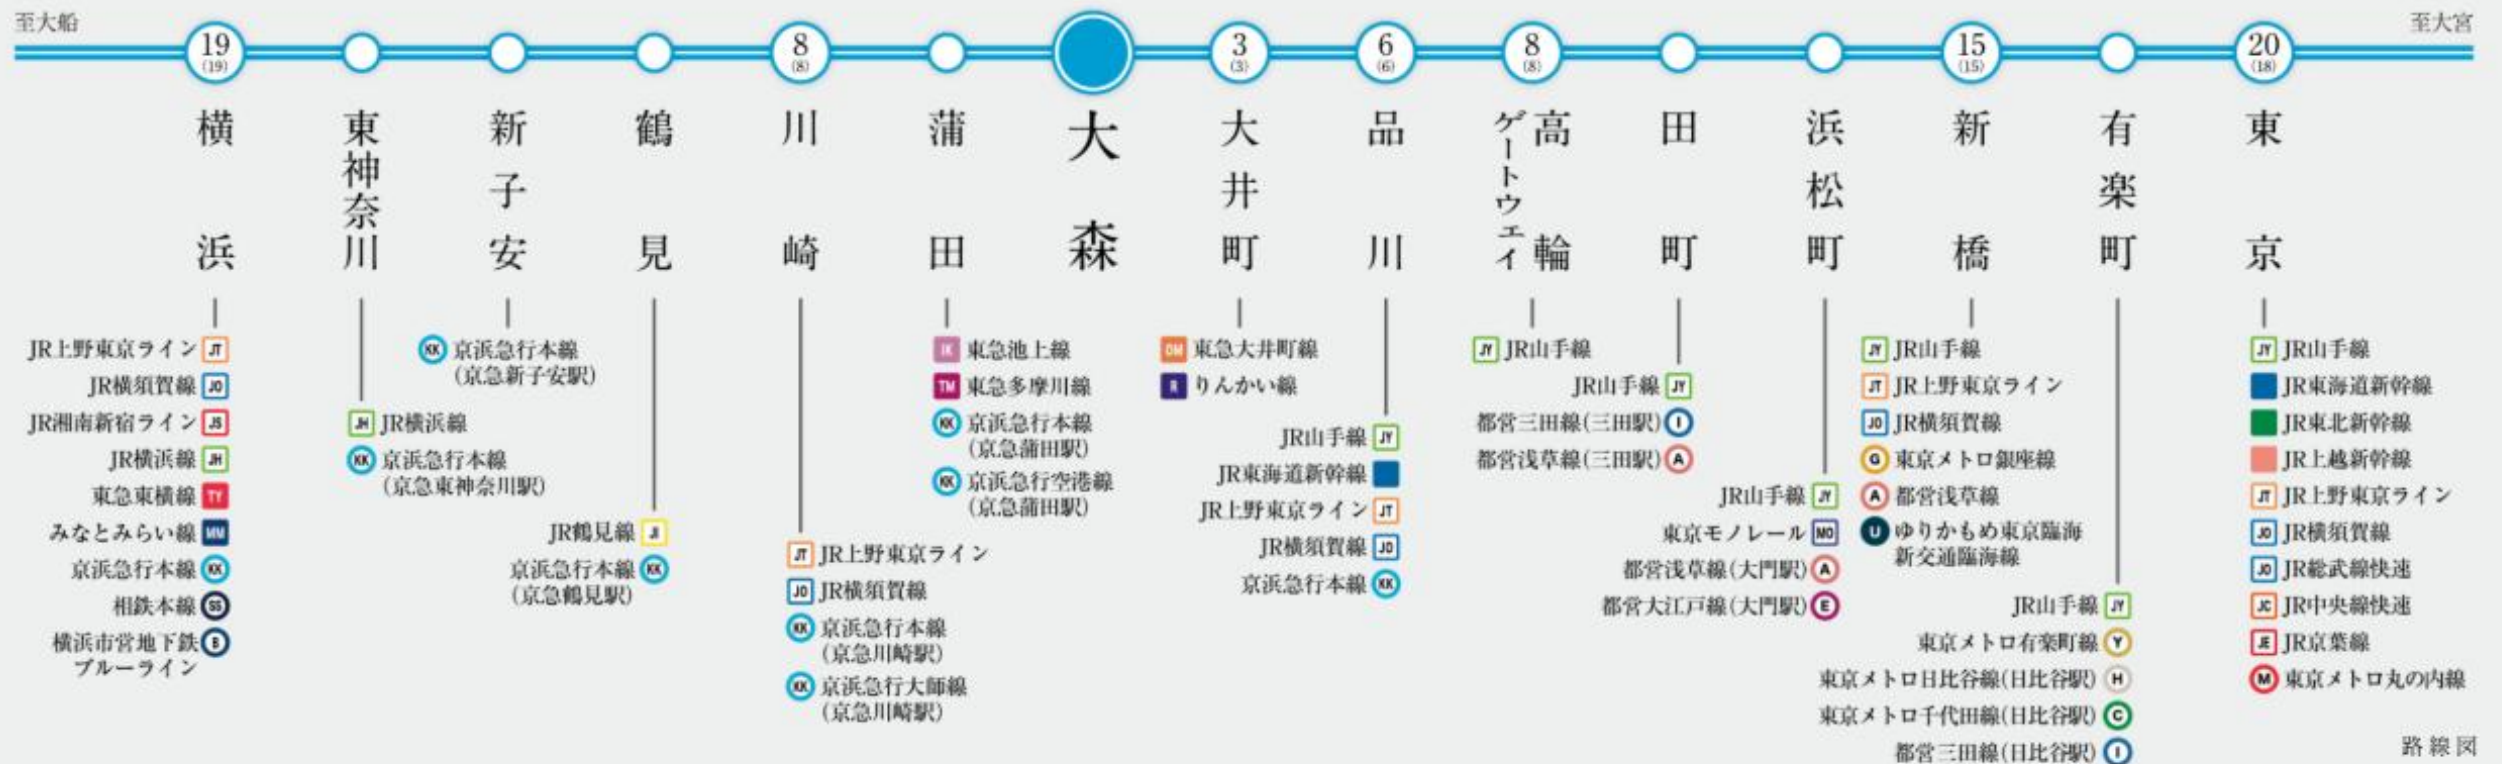 至大船
至大宮
19
(19)
8
(8)
3
(3)
6
(6)
8
(8)
15
(15)
20
(18)
横浜
東神奈川
新子安
鶴見
川崎
蒲田
大森
大井町
品川
高輪
ゲートウェイ
田町
浜松町
新橋
有楽町
東京
JR上野東京ライン JT
JR横須賀線 JO
JR湘南新宿ライン JS
JR横浜線 JH
東急東横線 TY
みなとみらい線 MM
京浜急行本線 KK
相鉄本線 SS
横浜市営地下鉄 B
ブルーライン
JH JR横浜線
KK 京浜急行本線
(京急東神奈川駅)
KK 京浜急行本線
(京急新子安駅)
JR鶴見線 JI
京浜急行本線 KK
(京急鶴見駅)
JT JR上野東京ライン
JO JR横須賀線
KK 京浜急行本線
(京急川崎駅)
KK 京浜急行大師線
(京急川崎駅)
IK 東急池上線
TM 東急多摩川線
KK 京浜急行本線
(京急蒲田駅)
KK 京浜急行空港線
(京急蒲田駅)
OM 東急大井町線
R りんかい線
JR山手線 JY
JR東海道新幹線
JR上野東京ライン JT
JR横須賀線 JO
京浜急行本線 KK
JY JR山手線
JR山手線 JY
都営三田線(三田駅) I
都営浅草線(三田駅) A
JR山手線 JY
東京モノレール MO
都営浅草線(大門駅) A
都営大江戸線(大門駅) E
JY JR山手線
JT JR上野東京ライン
JO JR横須賀線
G 東京メトロ銀座線
A 都営浅草線
U ゆりかもめ東京臨海
新交通臨海線
JR山手線 JY
東京メトロ有楽町線 Y
東京メトロ日比谷線(日比谷駅) H
東京メトロ千代田線(日比谷駅) C
都営三田線(日比谷駅) I
JY JR山手線
JR東海道新幹線
JR東北新幹線
JR上越新幹線
JT JR上野東京ライン
JO JR横須賀線
JO JR総武線快速
JC JR中央線快速
JE JR京葉線
M 東京メトロ丸の内線
路線図